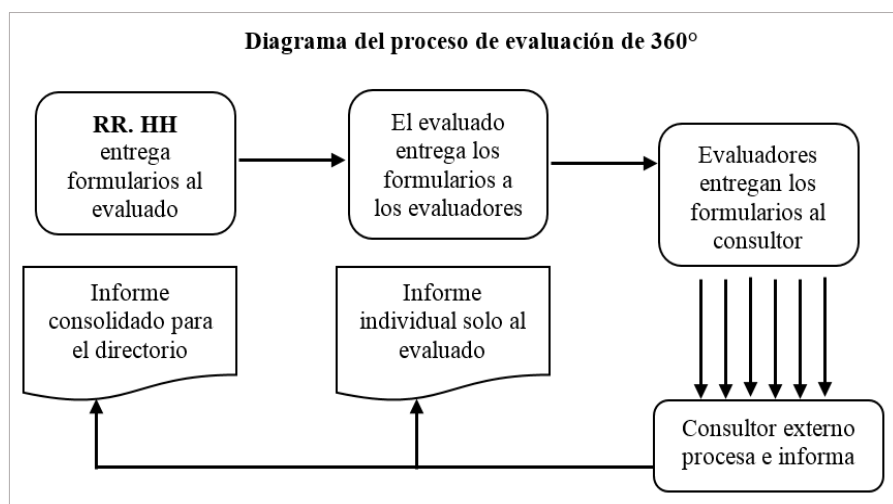 Diagrama del proceso de evaluación de 360°
RR. HH
entrega
formularios al
evaluado
El evaluado
entrega los
formularios a
los evaluadores
Evaluadores
entregan los
formularios al
consultor
Informe
consolidado para
el directorio
Informe
individual solo al
evaluado
Consultor externo
procesa e informa